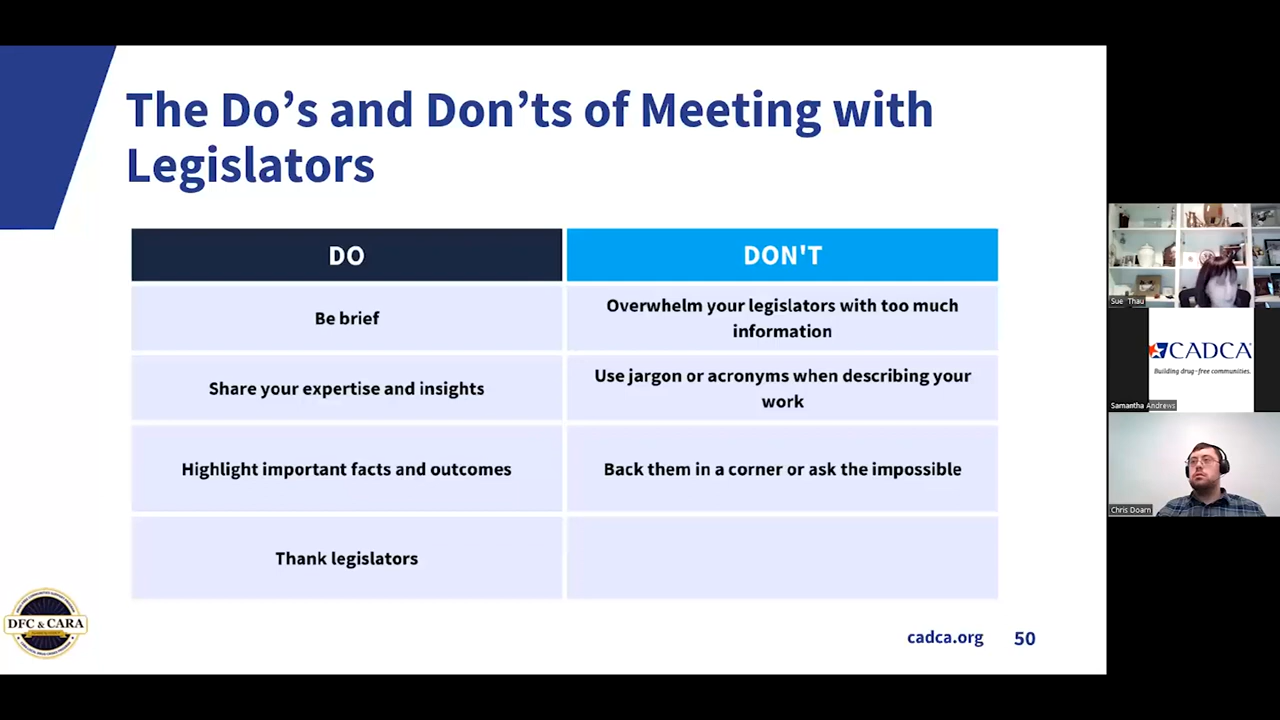 The Do's and Don'ts of Meeting with
Legislators
DO
DON'T
Be brief
Overwhelm your legislators with too much
information
Share your expertise and insights
Use jargon or acronyms when describing your
work
Highlight important facts and outcomes
Back them in a corner or ask the impossible
Thank legislators
DFC & CARA
cadca.org
50
Sue Thau
CADCA
Building drug-free communities.
Samantha Andrews
Chris Doarn